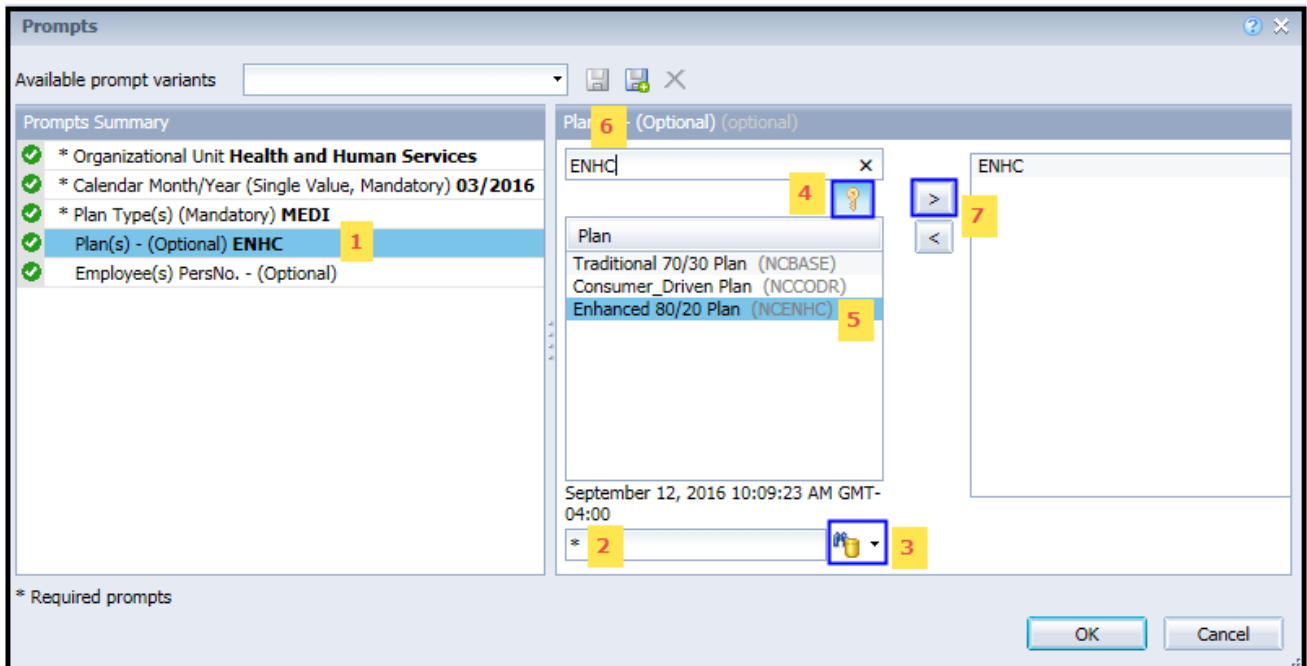 Prompts
Available prompt variants
Prompts Summary
* Organizational Unit Health and Human Services
* Calendar Month/Year (Single Value, Mandatory) 03/2016
* Plan Type(s) (Mandatory) MEDI
Plan(s) - (Optional) ENHC 1
Employee(s) PersNo. - (Optional)
* Required prompts
6 - (Optional) (optional)
ENHC
4
Plan
Traditional 70/30 Plan (NCBASE)
Consumer_Driven Plan (NCCODR)
Enhanced 80/20 Plan (NCENHC) 5
September 12, 2016 10:09:23 AM GMT-
04:00
* 2
3
>
7
<
ENHC
OK
Cancel